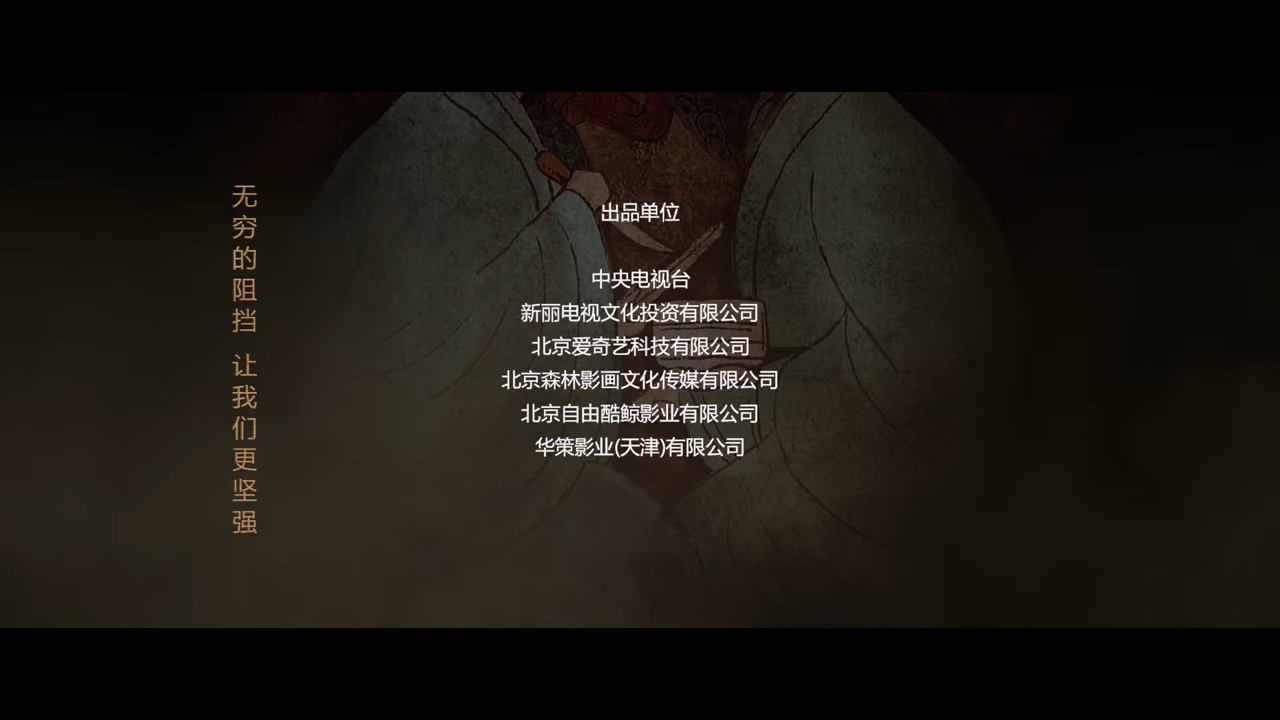 无穷的阻挡 让我们更坚强
出品单位
中央电视台
新丽电视文化投资有限公司
北京爱奇艺科技有限公司
北京森林影画文化传媒有限公司
北京自由酷鲸影业有限公司
华策影业(天津)有限公司